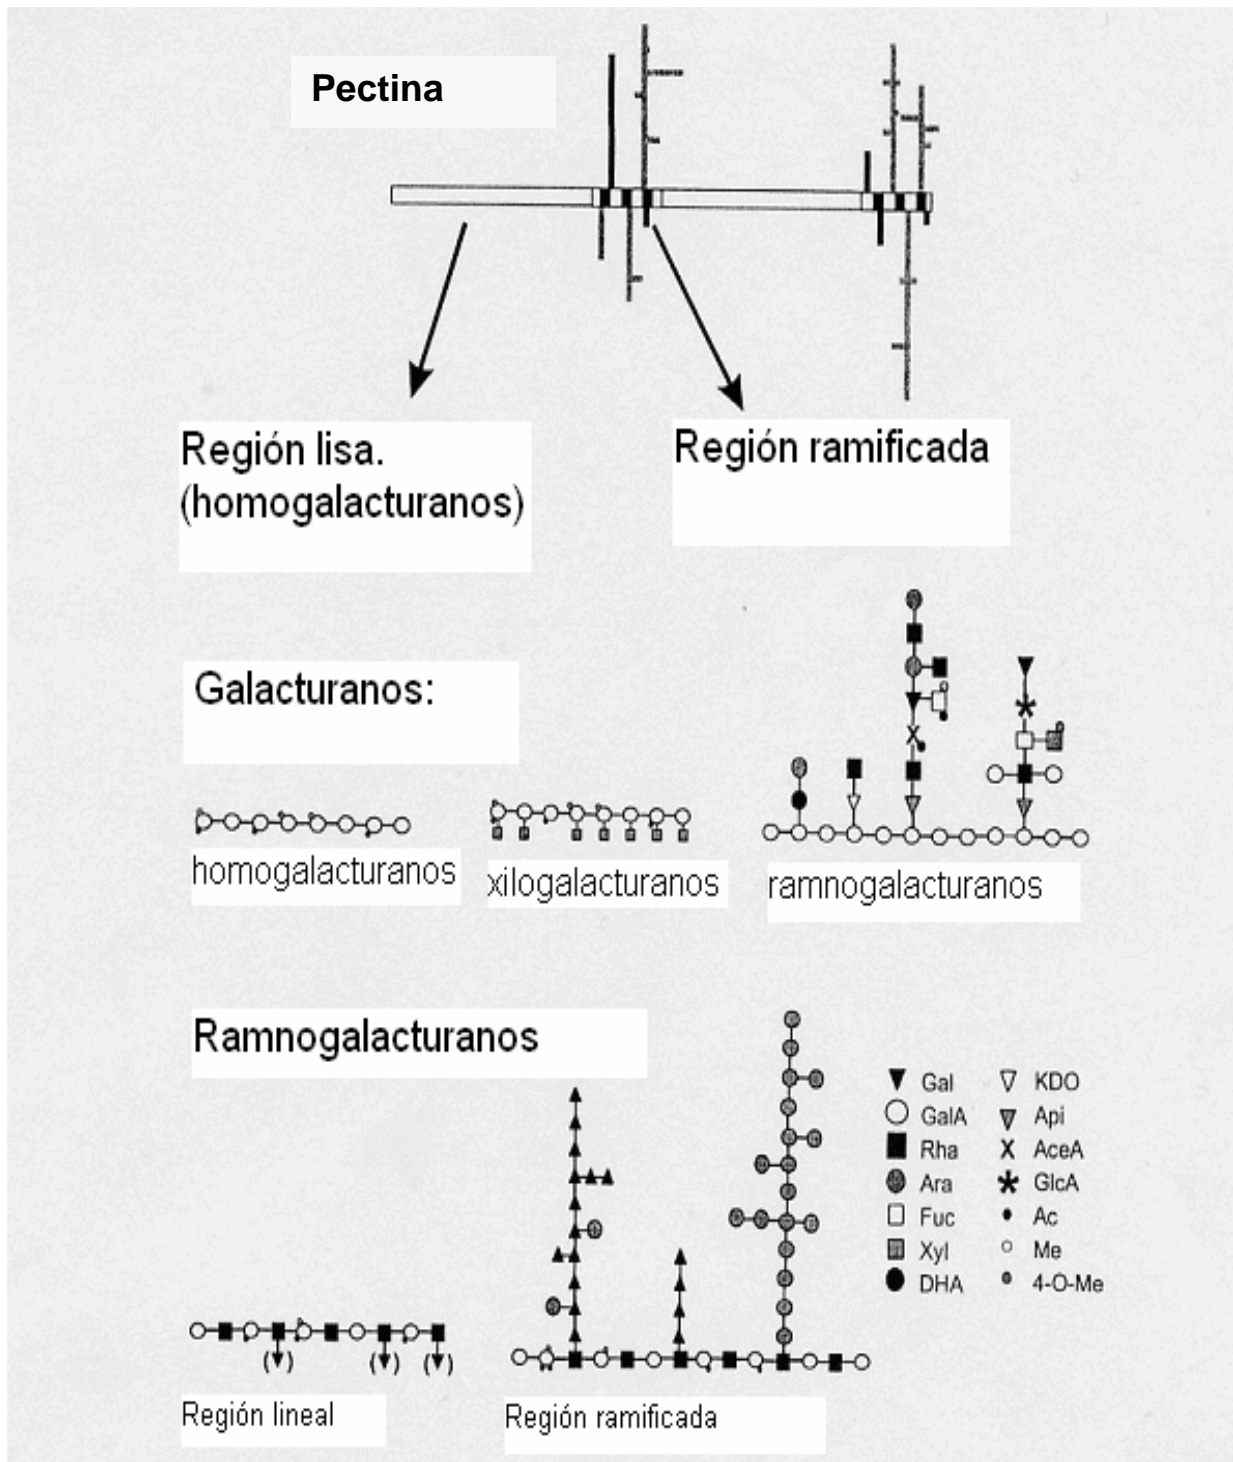 Pectina
Región lisa.
(homogalacturanos)
Región ramificada
Galacturanos:
homogalacturanos
xilogalacturanos
ramnogalacturanos
Ramnogalacturanos
Gal
KDO
GalA
Api
Rha
AceA
Ara
GlcA
Fuc
Ac
Xyl
Me
DHA
4-O-Me
Región lineal
Región ramificada